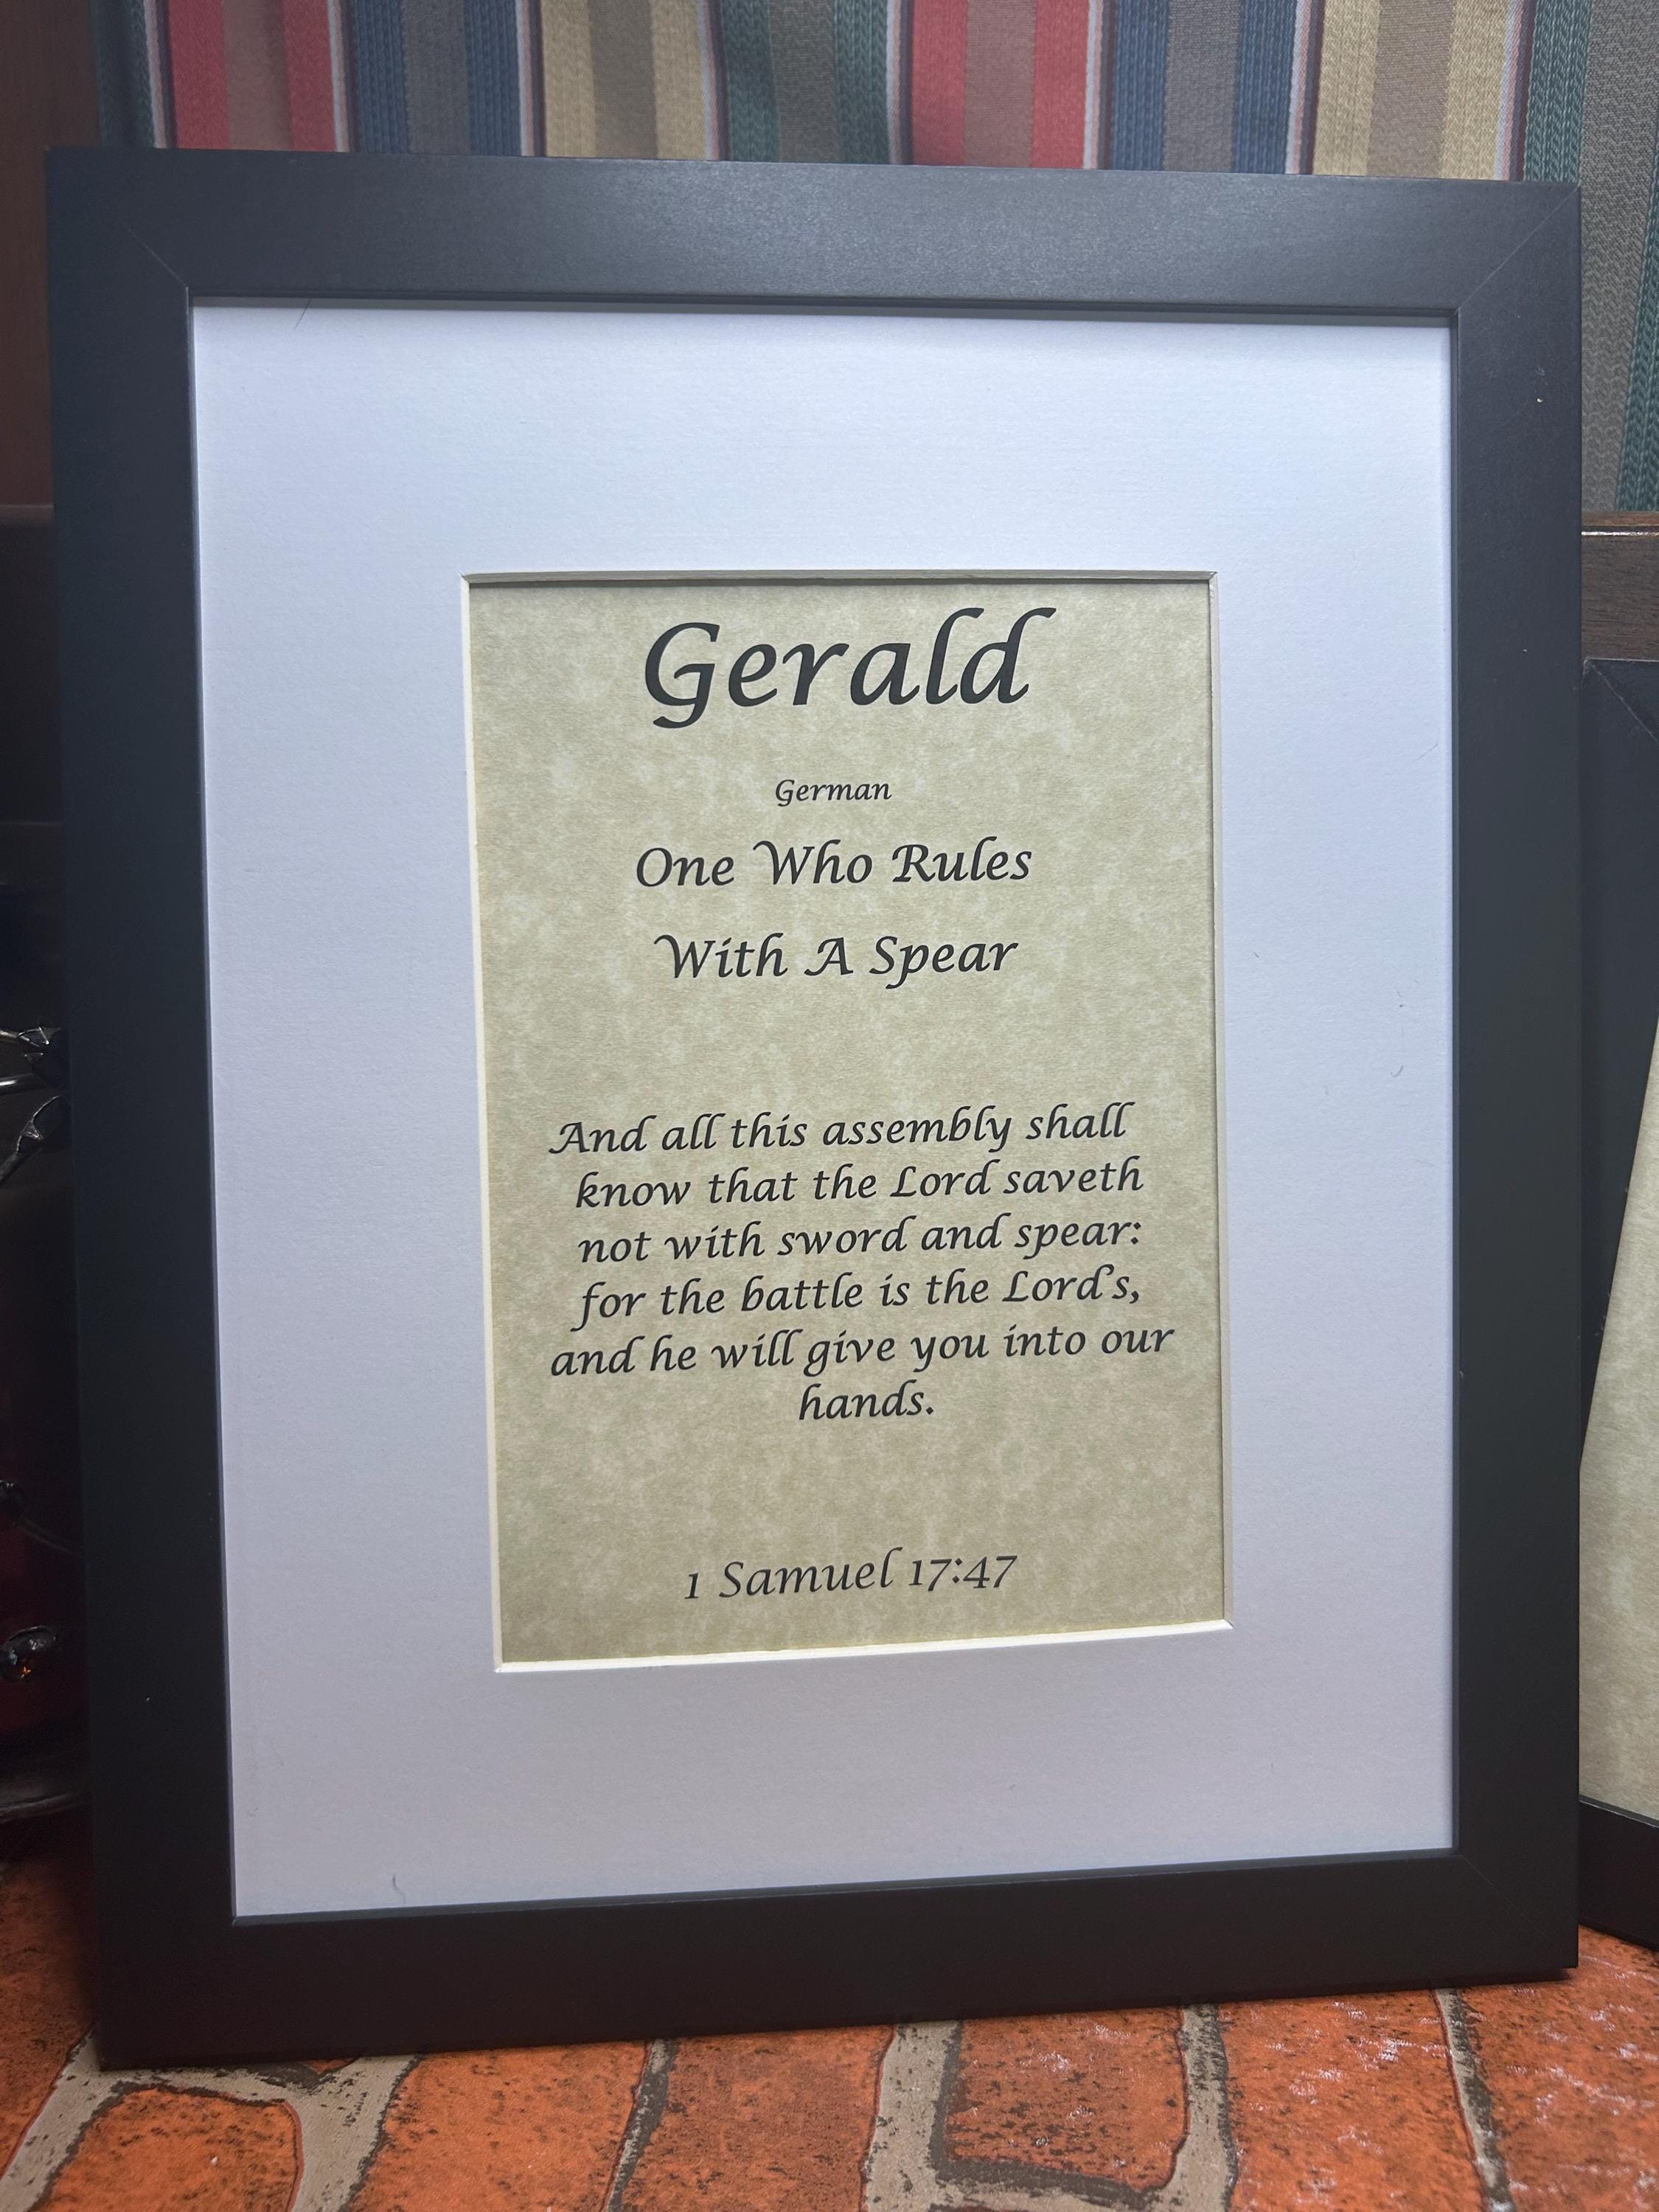 Gerald
German
One Who Rules
With A Spear
And all this assembly shall
know that the Lord saveth
not with sword and spear:
for the battle is the Lord's,
and he will give you into our
hands.
1 Samuel 17:47